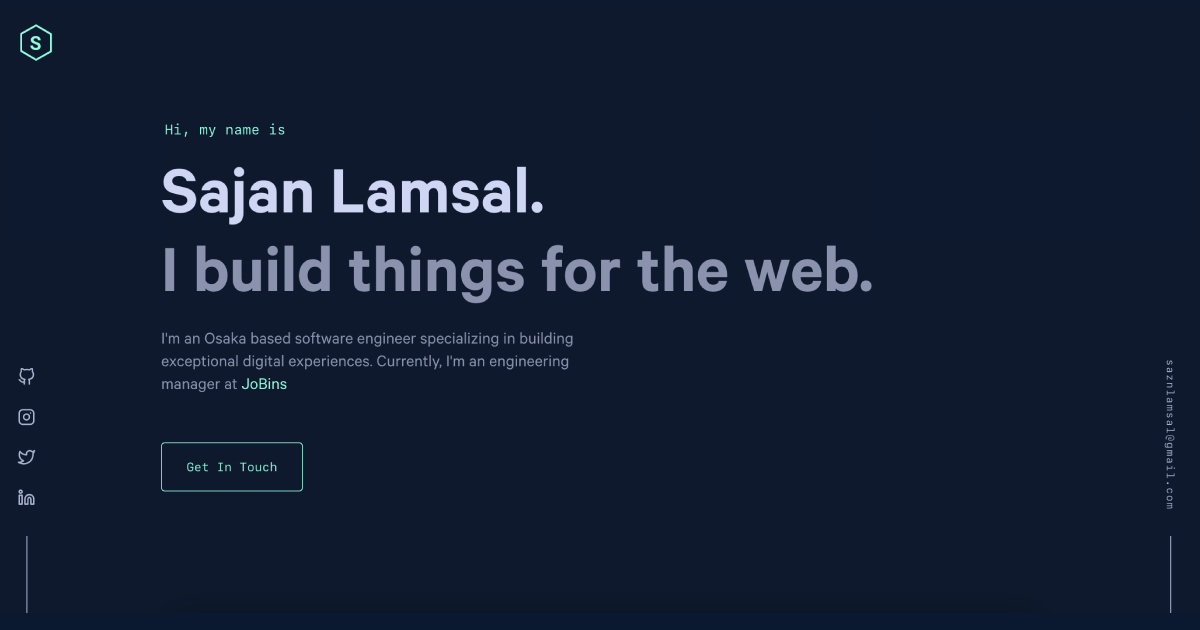 S
Hi, my name is
Sajan Lamsal.
I build things for the web.
I'm an Osaka based software engineer specializing in building
exceptional digital experiences. Currently, I'm an engineering
manager at JoBins
Get In Touch
saznlamsal@gmail.com